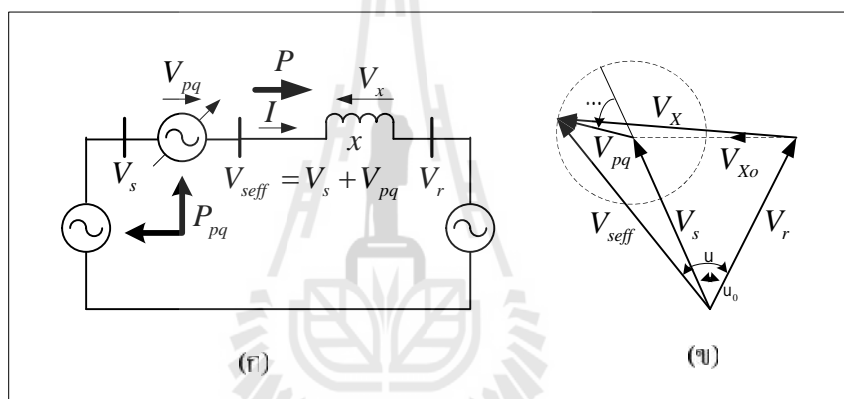 V_pq
P
I
V_x
x
V_s
V_seff = V_s + V_pq
V_r
P_pq
(ก)
...
V_X
V_pq
V_Xo
V_s
V_seff
V_r
u
u_0
(ข)